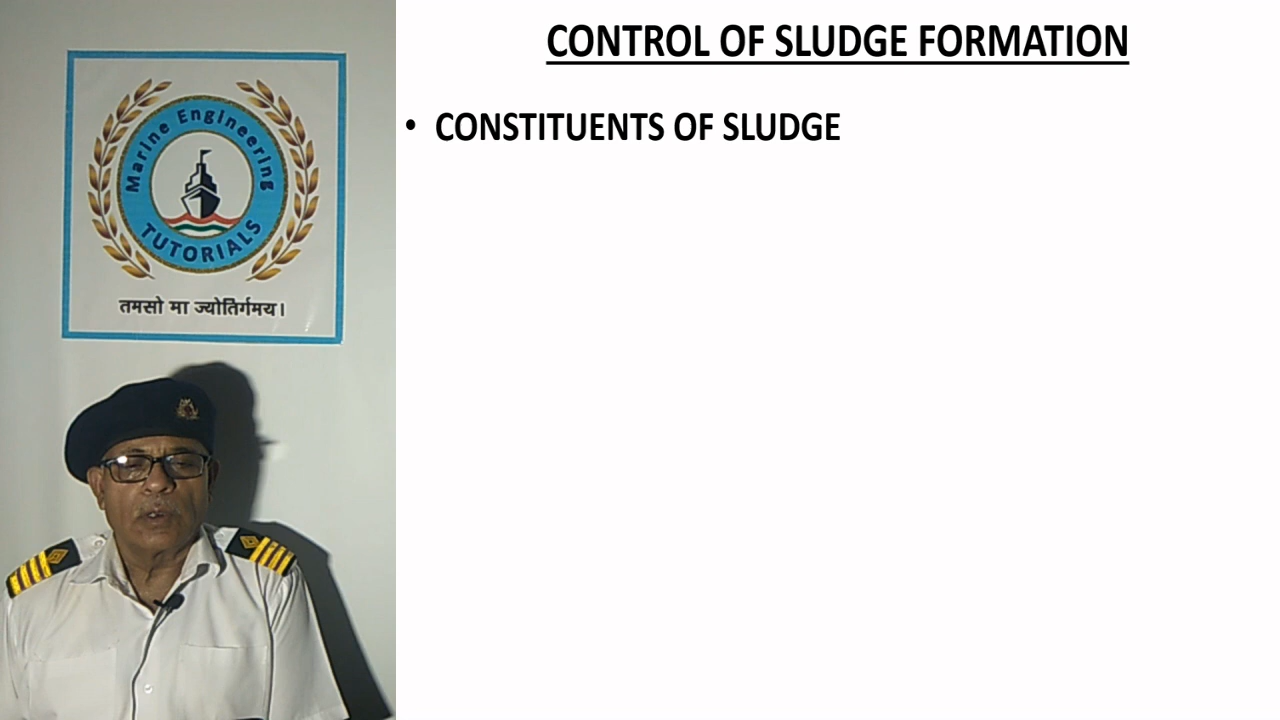 CONTROL OF SLUDGE FORMATION
• CONSTITUENTS OF SLUDGE
Marine Engineering
TUTORIALS
तमसो मा ज्योतिर्गमय।